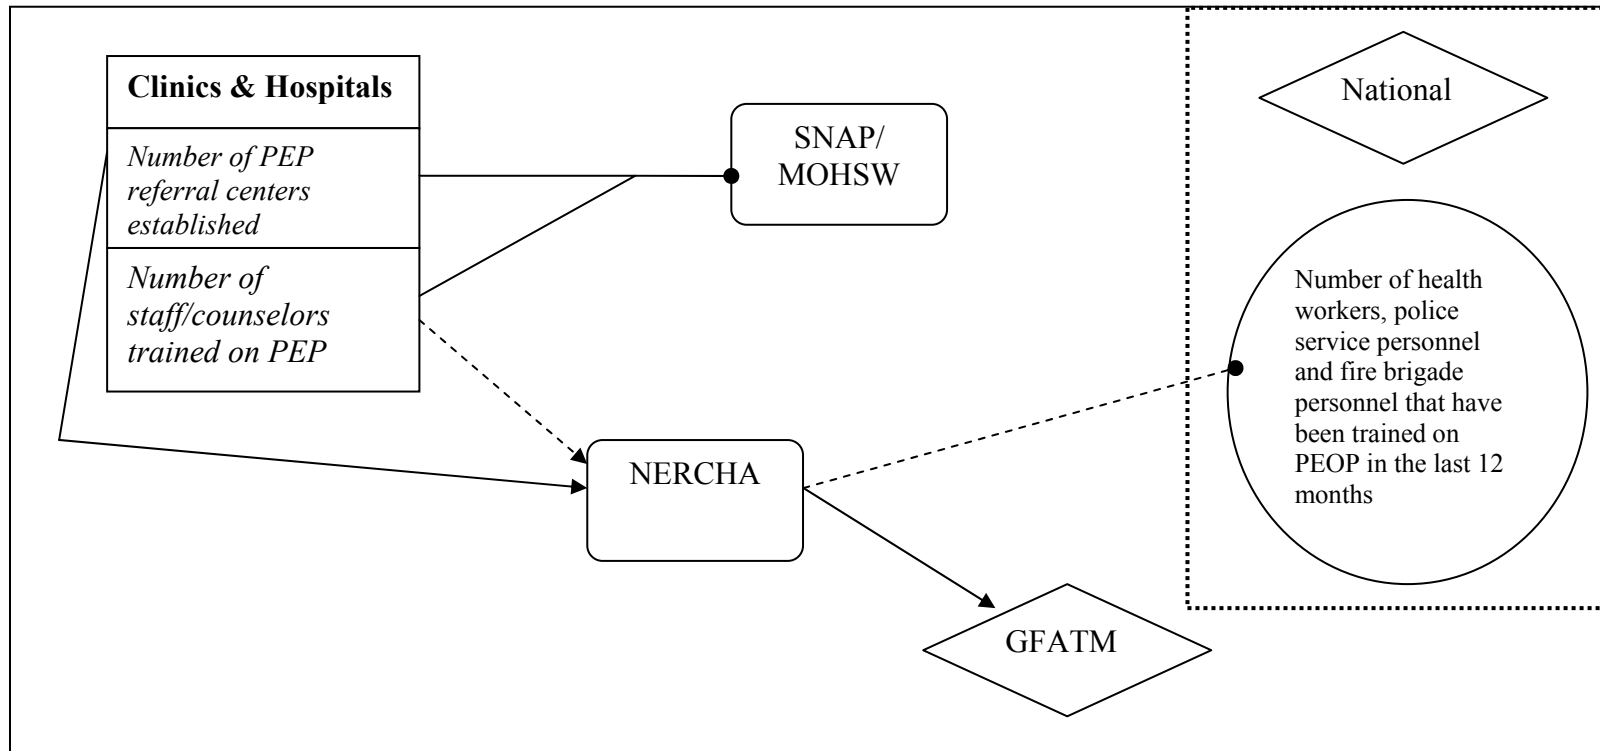 Clinics & Hospitals
Number of PEP
referral centers
established
Number of
staff/counselors
trained on PEP
SNAP/
MOHSW
NERCHA
GFATM
National
Number of health
workers, police
service personnel
and fire brigade
personnel that have
been trained on
PEOP in the last 12
months